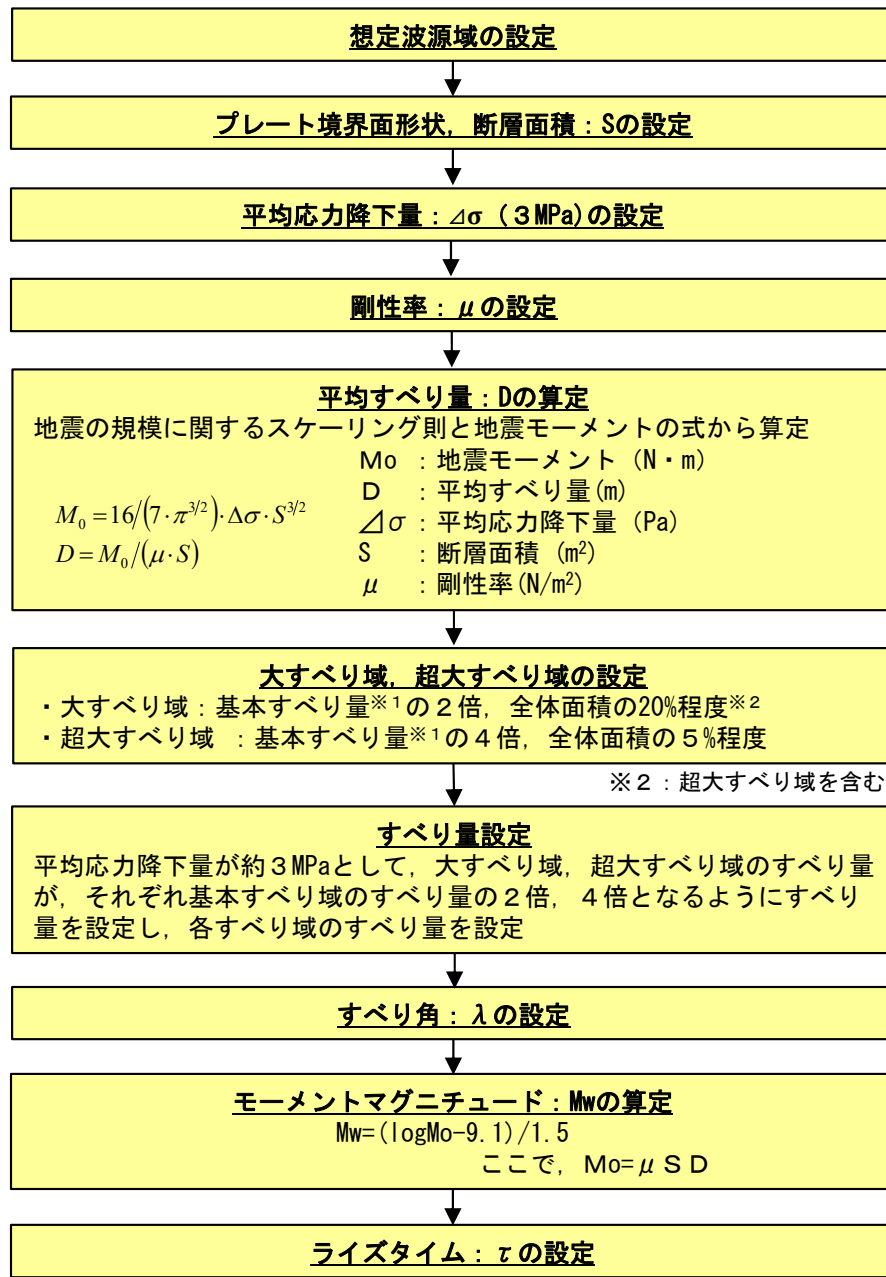 想定波源域の設定
プレート境界面形状，断層面積：Sの設定
平均応力降下量：⊿σ（３MPa)の設定
剛性率：μの設定
平均すべり量：Dの算定
地震の規模に関するスケーリング則と地震モーメントの式から算定
Ｍo ：地震モーメント (N・m)
Ｄ ：平均すべり量(m)
M₀ = 16/(7・π^{3/2})・Δσ・S^{3/2}
⊿σ：平均応力降下量 (Pa)
D = M₀/(μ・S)
S ：断層面積 (m²)
μ ：剛性率(N/m²)
大すべり域，超大すべり域の設定
・大すべり域：基本すべり量※１の２倍，全体面積の20%程度※２
・超大すべり域 ：基本すべり量※１の４倍，全体面積の５%程度
※２：超大すべり域を含む
すべり量設定
平均応力降下量が約３MPaとして，大すべり域，超大すべり域のすべり量
が，それぞれ基本すべり域のすべり量の２倍，４倍となるようにすべり
量を設定し，各すべり域のすべり量を設定
すべり角：λの設定
モーメントマグニチュード：Mwの算定
Mw=(logMo-9.1)/1.5
ここで，Ｍo=μＳＤ
ライズタイム：τの設定